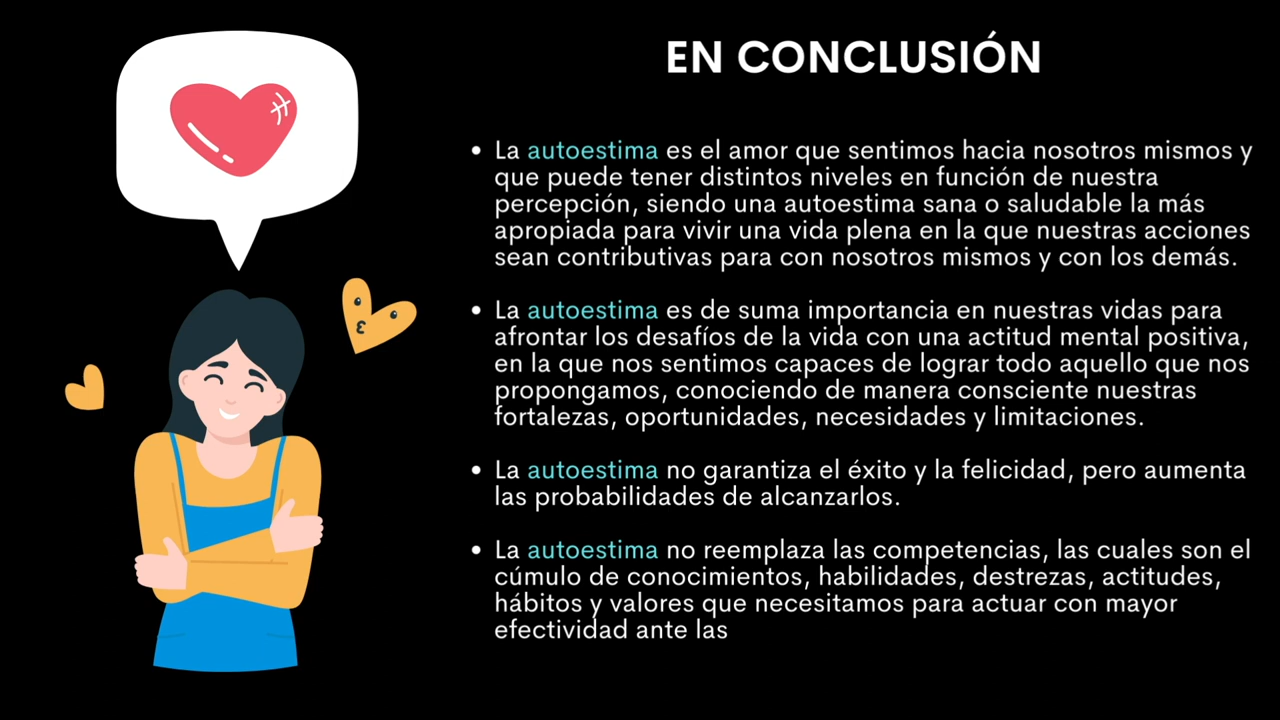 EN CONCLUSIÓN
• La autoestima es el amor que sentimos hacia nosotros mismos y
que puede tener distintos niveles en función de nuestra
percepción, siendo una autoestima sana o saludable la más
apropiada para vivir una vida plena en la que nuestras acciones
sean contributivas para con nosotros mismos y con los demás.
• La autoestima es de suma importancia en nuestras vidas para
afrontar los desafíos de la vida con una actitud mental positiva,
en la que nos sentimos capaces de lograr todo aquello que nos
propongamos, conociendo de manera consciente nuestras
fortalezas, oportunidades, necesidades y limitaciones.
• La autoestima no garantiza el éxito y la felicidad, pero aumenta
las probabilidades de alcanzarlos.
• La autoestima no reemplaza las competencias, las cuales son el
cúmulo de conocimientos, habilidades, destrezas, actitudes,
hábitos y valores que necesitamos para actuar con mayor
efectividad ante las